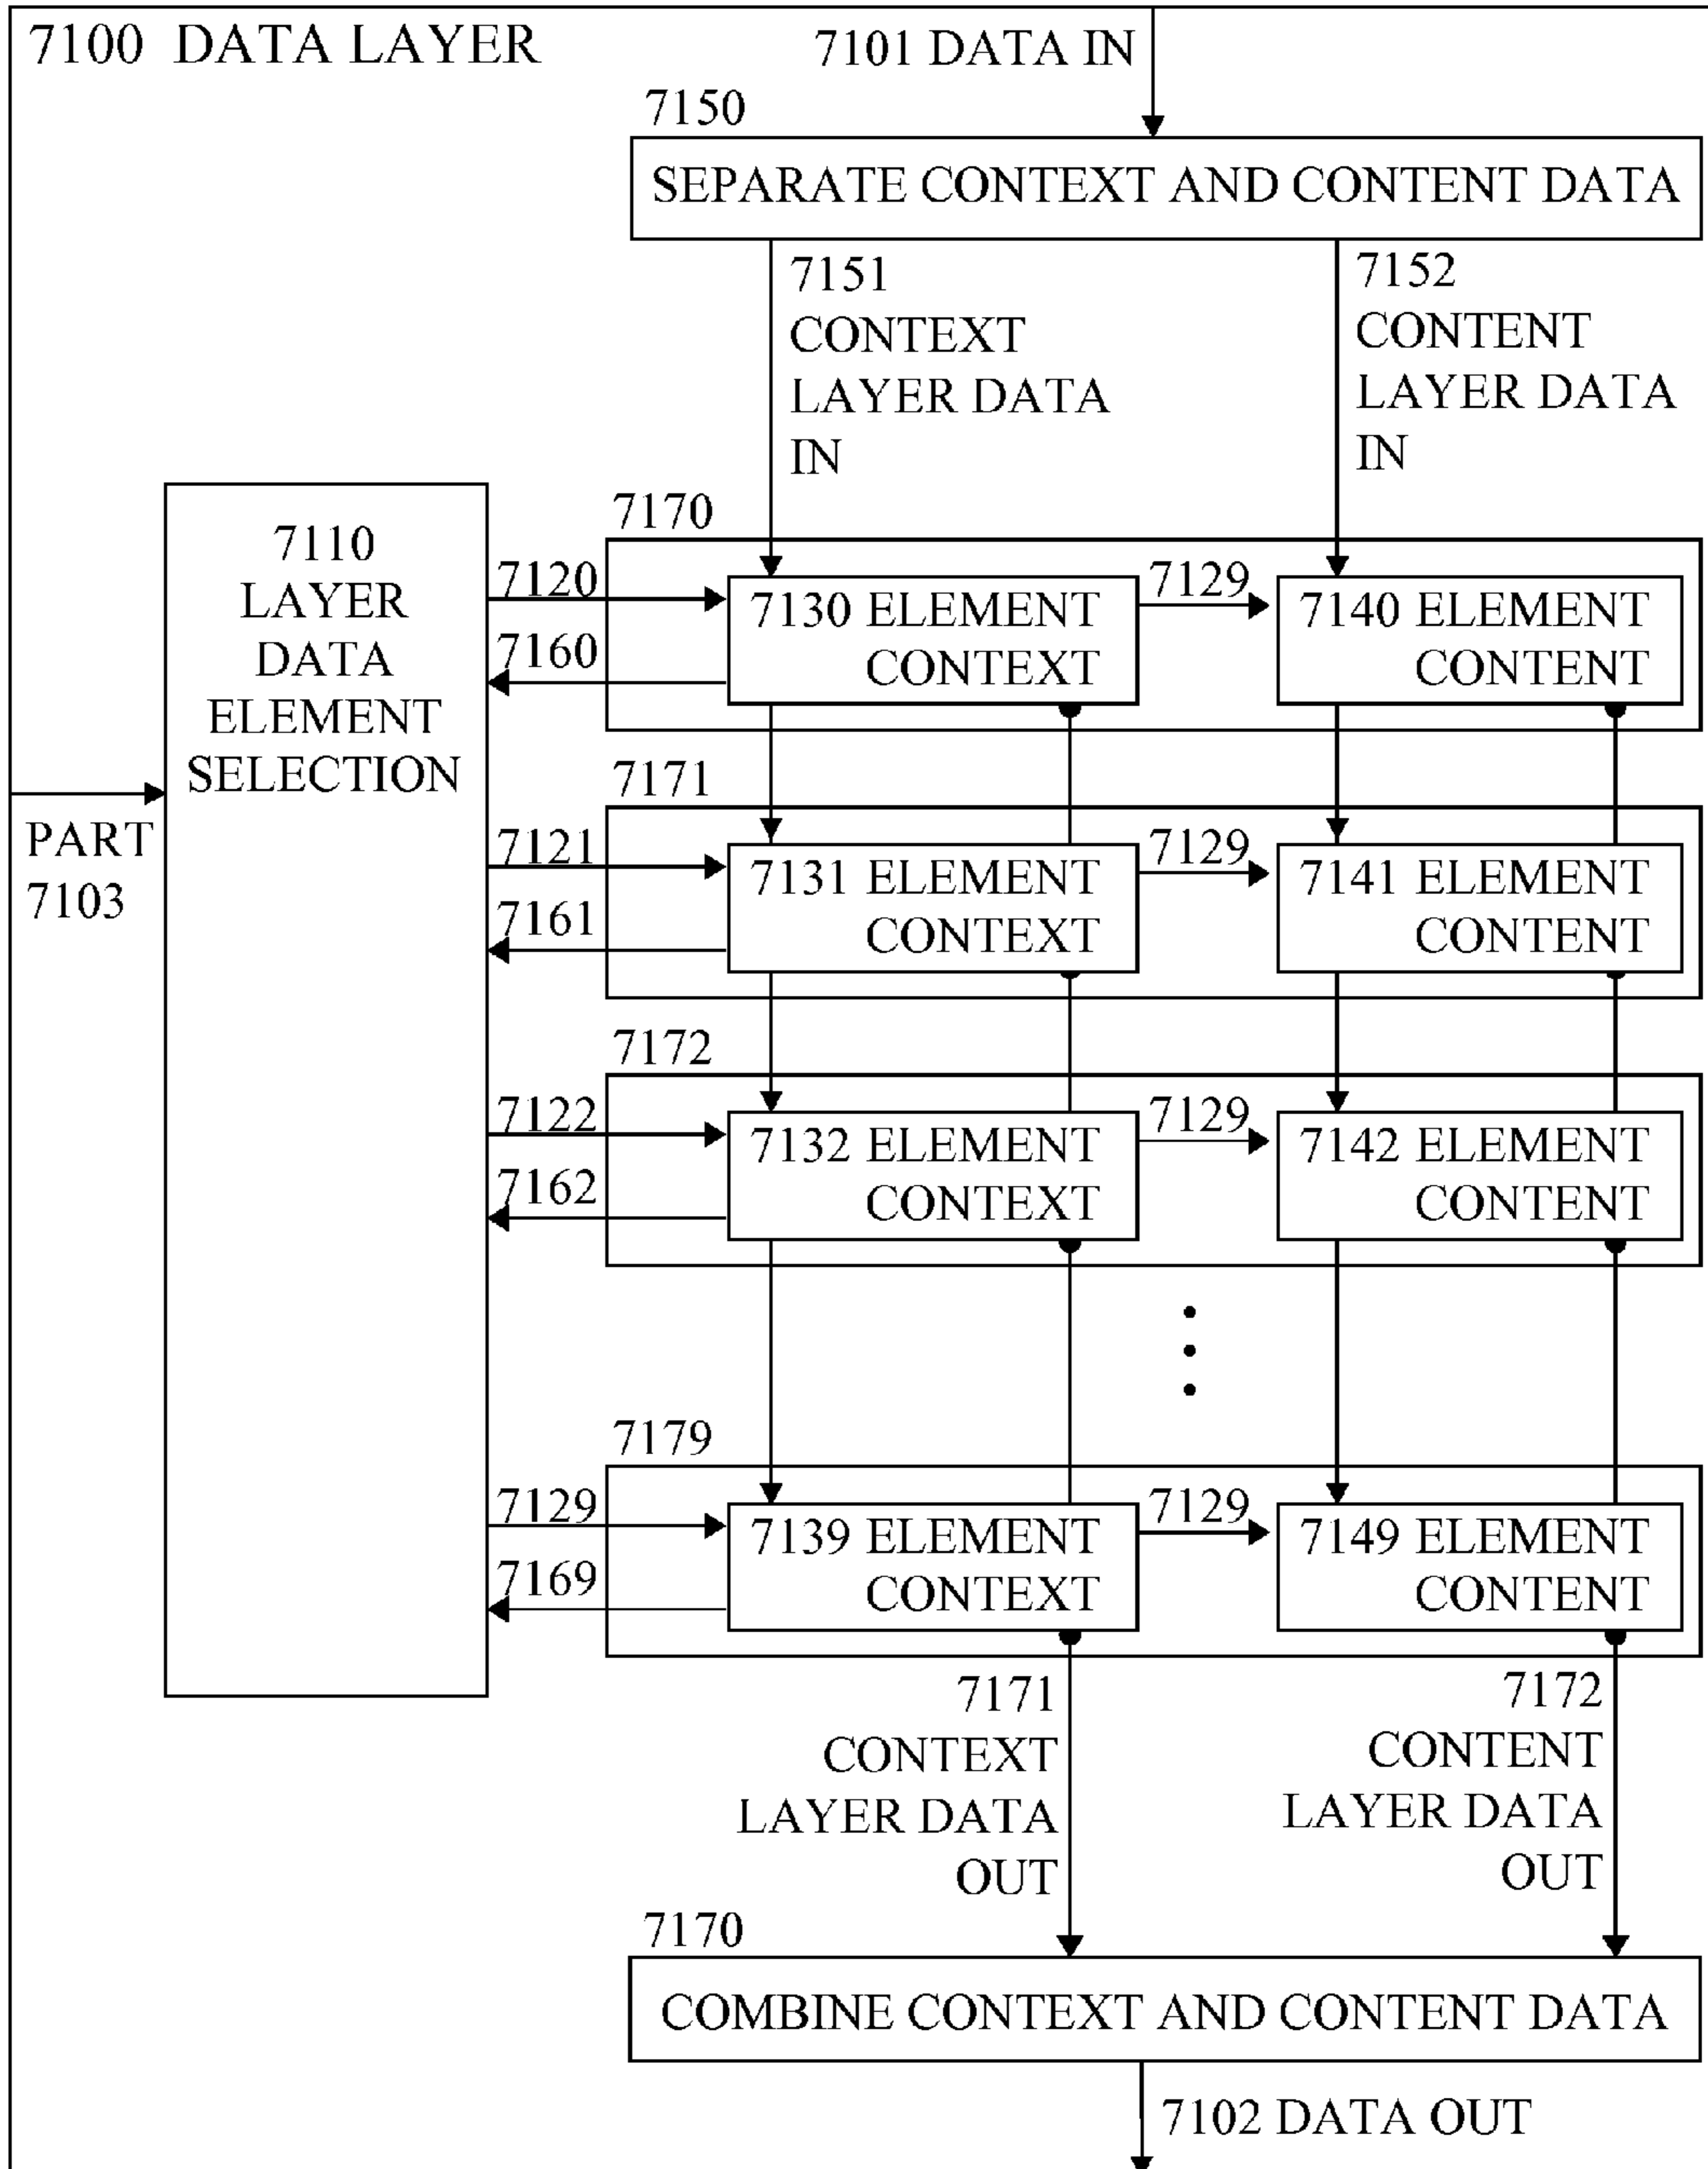 7100 DATA LAYER
7101 DATA IN
7150
SEPARATE CONTEXT AND CONTENT DATA
7151
CONTEXT
LAYER DATA
IN
7152
CONTENT
LAYER DATA
IN
7110
LAYER
DATA
ELEMENT
SELECTION
PART
7103
7170
7120
7160
7130 ELEMENT
CONTEXT
7129
7140 ELEMENT
CONTENT
7171
7121
7161
7131 ELEMENT
CONTEXT
7129
7141 ELEMENT
CONTENT
7172
7122
7162
7132 ELEMENT
CONTEXT
7129
7142 ELEMENT
CONTENT
7179
7129
7169
7139 ELEMENT
CONTEXT
7129
7149 ELEMENT
CONTENT
7171
CONTEXT
LAYER DATA
OUT
7172
CONTENT
LAYER DATA
OUT
7170
COMBINE CONTEXT AND CONTENT DATA
7102 DATA OUT